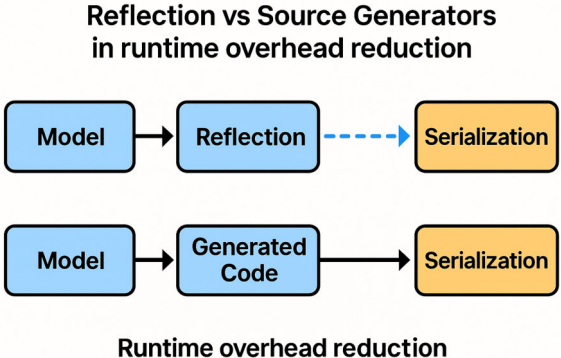 Reflection vs Source Generators
in runtime overhead reduction
Model
Reflection
Serialization
Model
Generated
Code
Serialization
Runtime overhead reduction